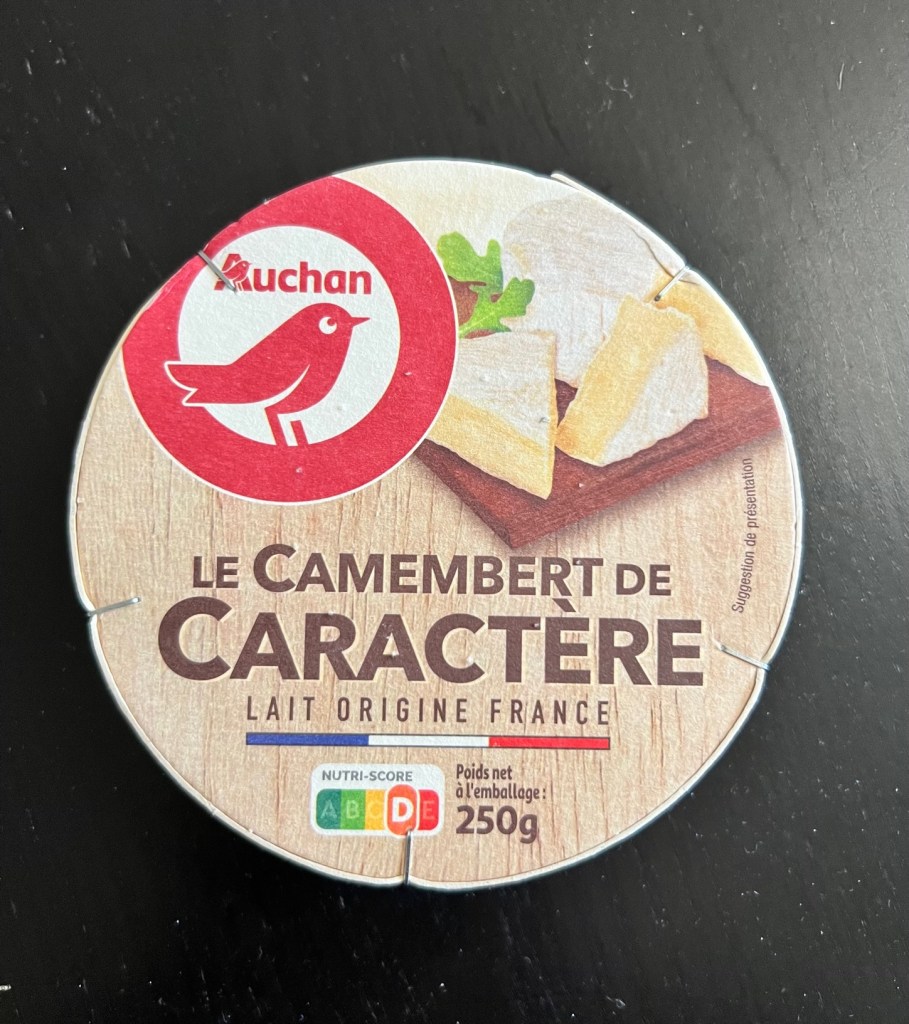 Auchan
Suggestion de présentation
LE CAMEMBERT DE
CARACTÈRE
LAIT ORIGINE FRANCE
NUTRI-SCORE
A B C D E
Poids net
à l'emballage :
250g